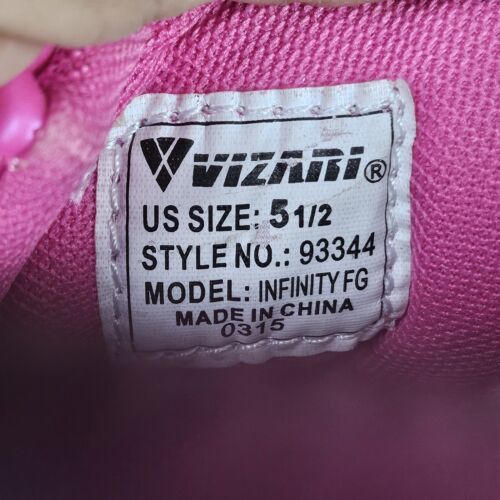 VIZARI®
US SIZE: 5 1/2
STYLE NO.: 93344
MODEL: INFINITY FG
MADE IN CHINA
0315